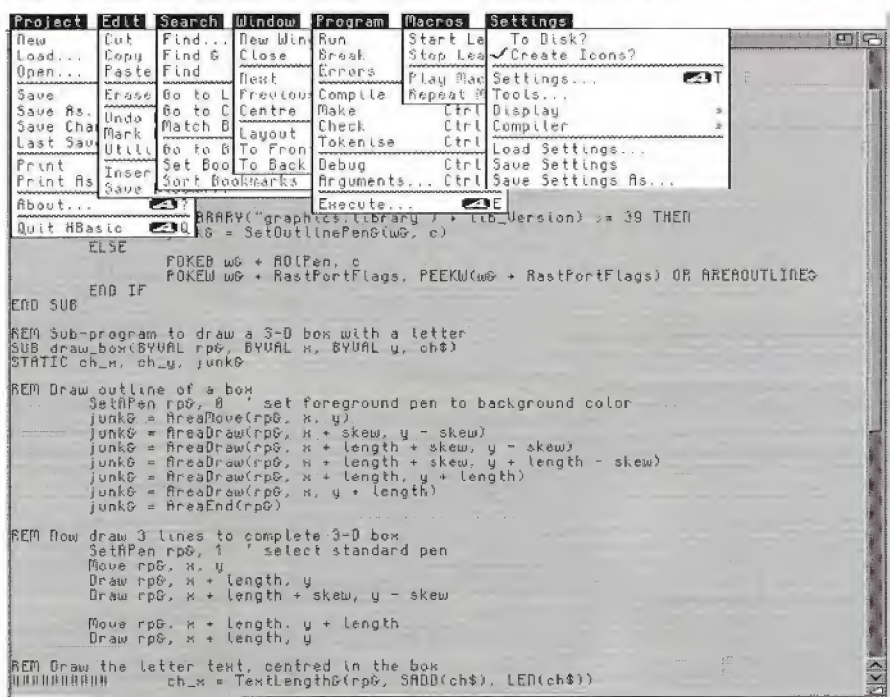 Project Edit Search Window Program Macros Settings
New
Load...
Open...
Save
Save As.
Save Cha
Last Sav
Print
Print As
About... ?
Quit HBasic Q
Cut
Copy
Paste
Erase
Undo
Mark
Utili
Inser
Save
Find...
Find &
Find
Go to L
Go to C
Match B
Go to B
Set Boo
Sort Bookmarks
New Win
Close
Next
Previou
Centre
Layout
To Fron
To Back
Run
Break
Errors
Compile
Make Ctrl
Check Ctrl
Tokenise Ctrl
Debug Ctrl
Arguments... Ctrl
Execute... E
Start Le
Stop Lea
Play Mac
Repeat M
To Disk?
✓Create Icons?
Settings... T
Tools...
Display »
Compiler »
Load Settings...
Save Settings
Save Settings As...
BRARY("graphics.library") + lib_Version) >= 39 THEN
& = SetOutlinePen&(w&, c)
ELSE
POKEB w& + AOlPen, c
POKEW w& + RastPortFlags, PEEKW(w& + RastPortFlags) OR AREAOUTLINE&
END IF
END SUB
REM Sub-program to draw a 3-D box with a letter
SUB draw_box(BYVAL rp&, BYVAL x, BYVAL y, ch$)
STATIC ch_x, ch_y, junk&
REM Draw outline of a box
SetAPen rp&, 0 ' set foreground pen to background color
junk& = AreaMove(rp&, x, y)
junk& = AreaDraw(rp&, x + skew, y - skew)
junk& = AreaDraw(rp&, x + length + skew, y - skew)
junk& = AreaDraw(rp&, x + length + skew, y + length - skew)
junk& = AreaDraw(rp&, x + length, y + length)
junk& = AreaDraw(rp&, x, y + length)
junk& = AreaEnd(rp&)
REM Now draw 3 lines to complete 3-D box
SetAPen rp&, 1 ' select standard pen
Move rp&, x, y
Draw rp&, x + length, y
Draw rp&, x + length + skew, y - skew
Move rp&, x + length, y + length
Draw rp&, x + length, y
REM Draw the letter text, centred in the box
ch_x = TextLength&(rp&, SADD(ch$), LEN(ch$))